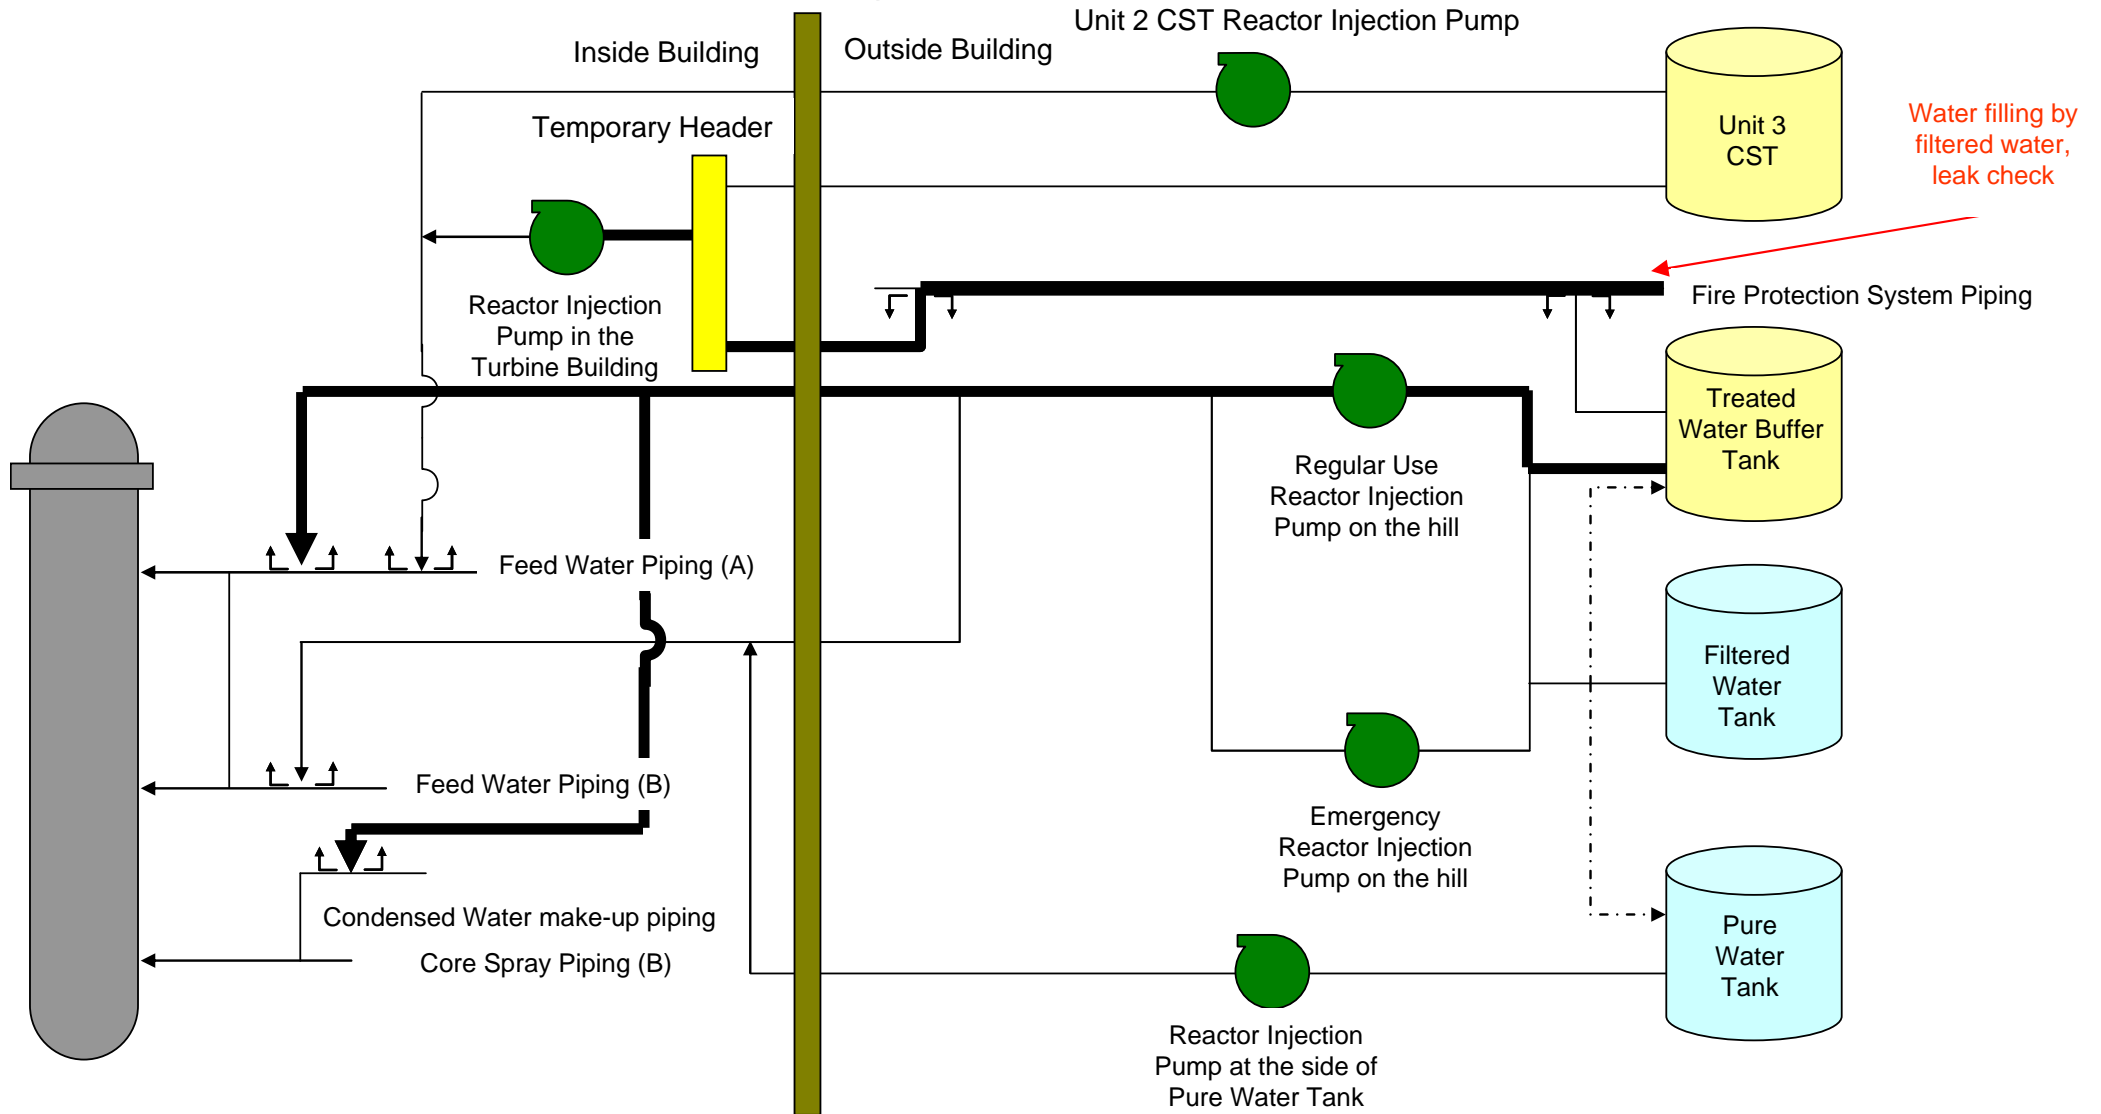 Unit 2 CST Reactor Injection Pump
Inside Building
Outside Building
Unit 3
CST
Water filling by
filtered water,
leak check
Temporary Header
Reactor Injection
Pump in the
Turbine Building
Fire Protection System Piping
Treated
Water Buffer
Tank
Regular Use
Reactor Injection
Pump on the hill
Feed Water Piping (A)
Filtered
Water
Tank
Feed Water Piping (B)
Emergency
Reactor Injection
Pump on the hill
Condensed Water make-up piping
Core Spray Piping (B)
Pure
Water
Tank
Reactor Injection
Pump at the side of
Pure Water Tank